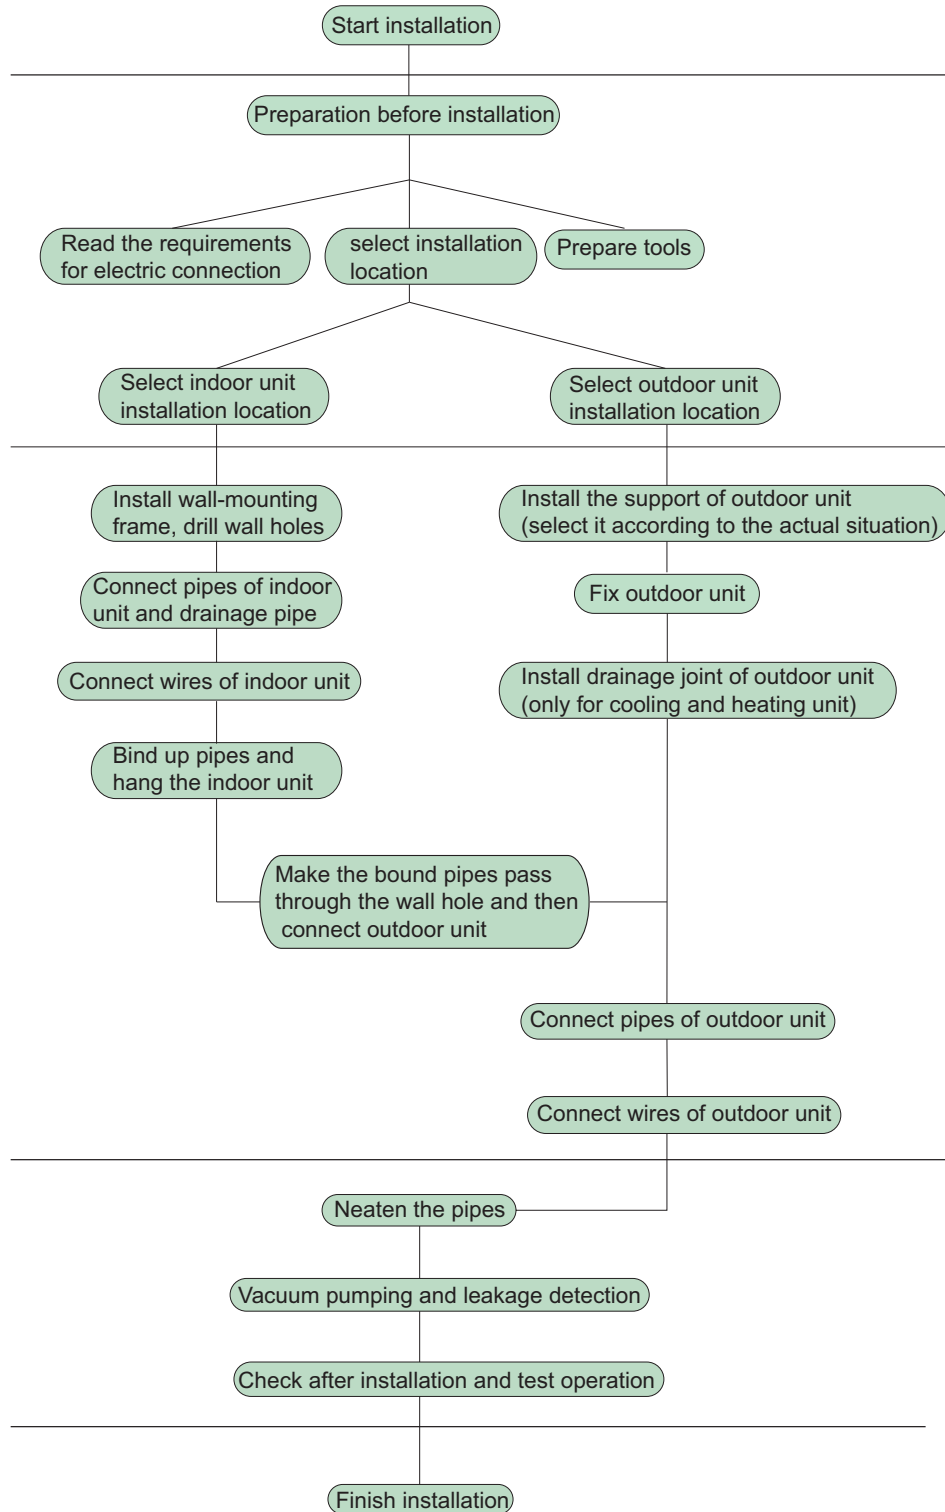 Start installation
Preparation before installation
Read the requirements
for electric connection
select installation
location
Prepare tools
Select indoor unit
installation location
Select outdoor unit
installation location
Install wall-mounting
frame, drill wall holes
Install the support of outdoor unit
(select it according to the actual situation)
Connect pipes of indoor
unit and drainage pipe
Fix outdoor unit
Connect wires of indoor unit
Install drainage joint of outdoor unit
(only for cooling and heating unit)
Bind up pipes and
hang the indoor unit
Make the bound pipes pass
through the wall hole and then
connect outdoor unit
Connect pipes of outdoor unit
Connect wires of outdoor unit
Neaten the pipes
Vacuum pumping and leakage detection
Check after installation and test operation
Finish installation